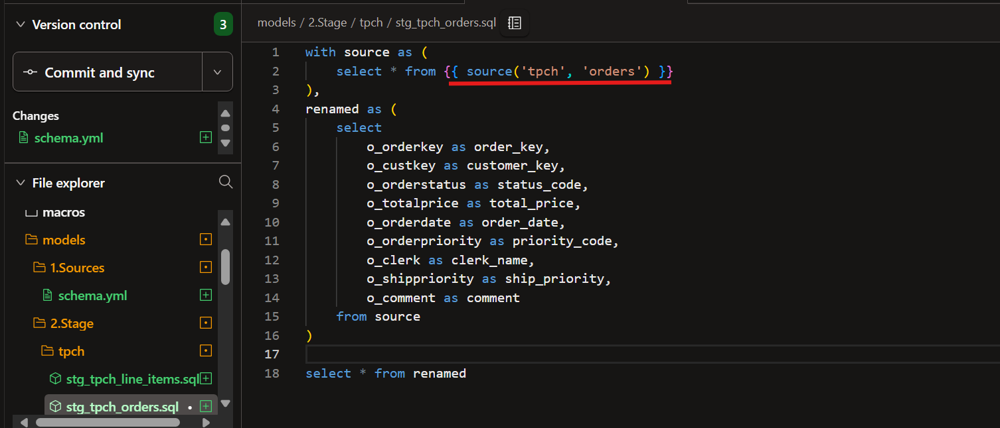 Version control
3
Commit and sync
Changes
schema.yml
File explorer
macros
models
1.Sources
schema.yml
2.Stage
tpch
stg_tpch_line_items.sql
stg_tpch_orders.sql
models / 2.Stage / tpch / stg_tpch_orders.sql
1 with source as (
2 select * from {{ source('tpch', 'orders') }}
3 ),
4 renamed as (
5 select
6 o_orderkey as order_key,
7 o_custkey as customer_key,
8 o_orderstatus as status_code,
9 o_totalprice as total_price,
10 o_orderdate as order_date,
11 o_orderpriority as priority_code,
12 o_clerk as clerk_name,
13 o_shippriority as ship_priority,
14 o_comment as comment
15 from source
16 )
17
18 select * from renamed